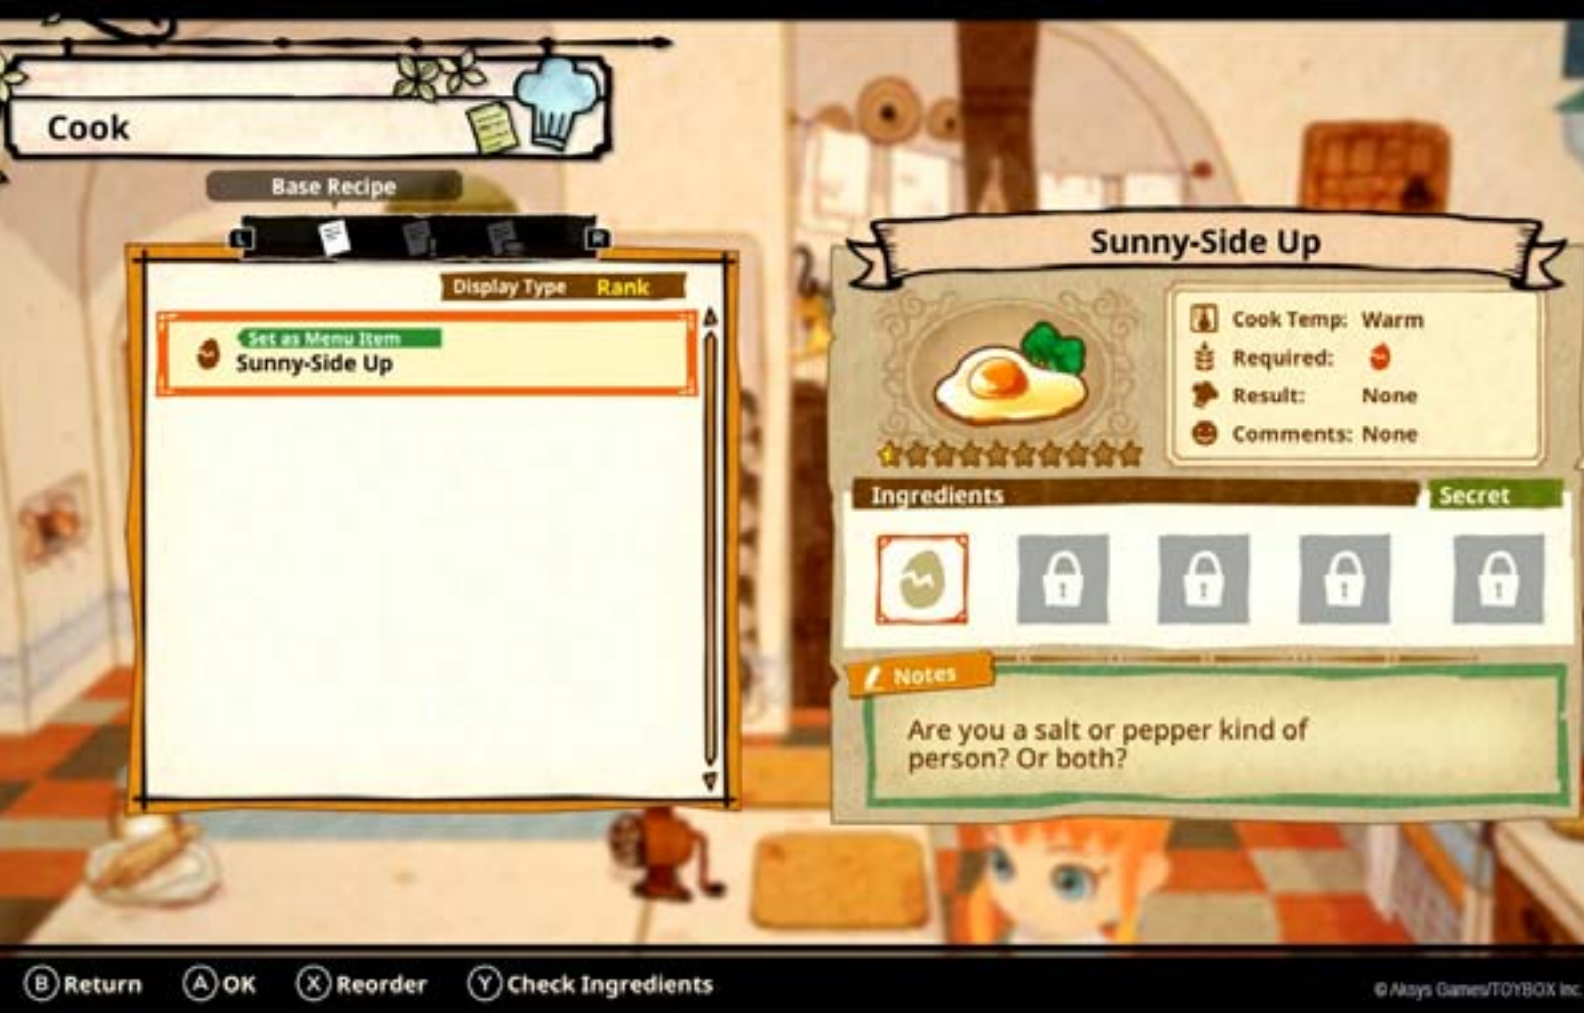 Cook
Base Recipe
L
R
Display Type Rank
Set as Menu Item
Sunny-Side Up
Sunny-Side Up
Cook Temp: Warm
Required:
Result: None
Comments: None
Ingredients
Secret
Notes
Are you a salt or pepper kind of
person? Or both?
B Return A OK X Reorder Y Check Ingredients
© Aksys Games/TOYBOX Inc.